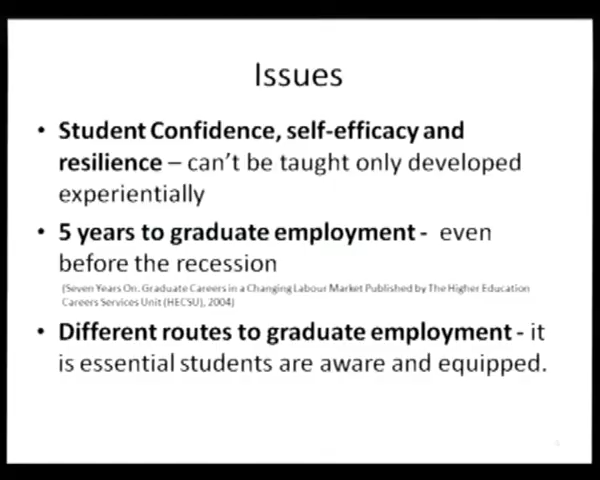 Issues
• Student Confidence, self-efficacy and
resilience – can't be taught only developed
experientially
• 5 years to graduate employment - even
before the recession
(Seven Years On. Graduate Careers in a Changing Labour Market Published by The Higher Education
Careers Services Unit (HECSU), 2004)
• Different routes to graduate employment - it
is essential students are aware and equipped.